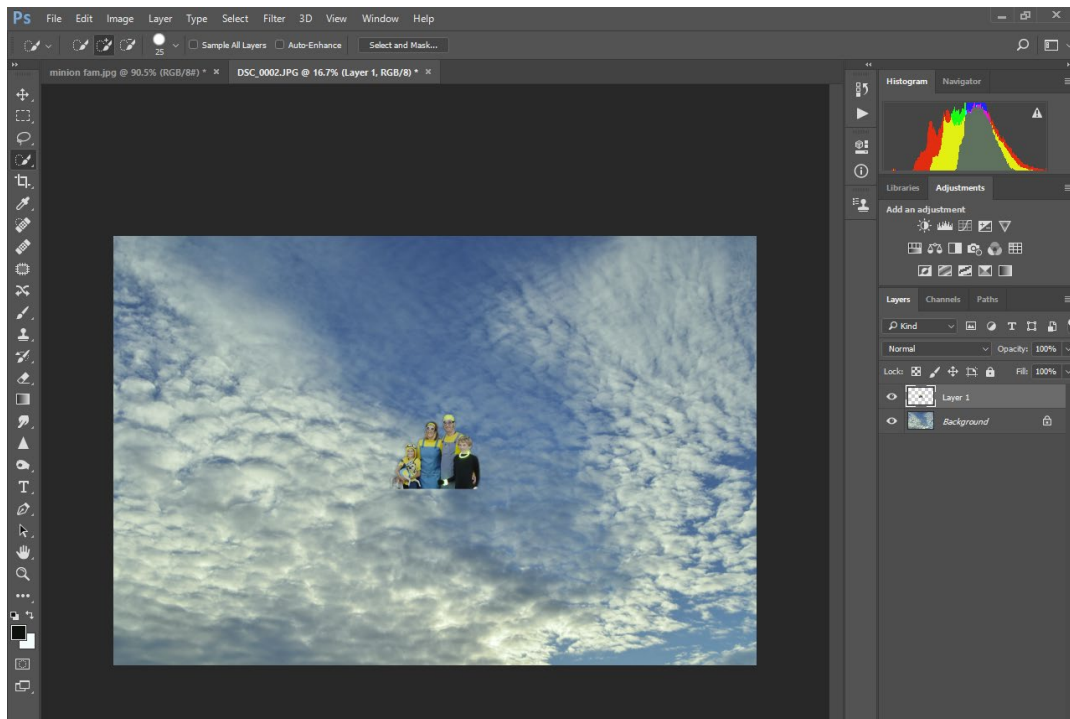 Ps File Edit Image Layer Type Select Filter 3D View Window Help
25 Sample All Layers Auto-Enhance Select and Mask...
minion fam.jpg @ 90.5% (RGB/8#) * × DSC_0002.JPG @ 16.7% (Layer 1, RGB/8) * ×
Histogram Navigator
Libraries Adjustments
Add an adjustment
Layers Channels Paths
Kind
Normal Opacity: 100%
Lock: Fill: 100%
Layer 1
Background